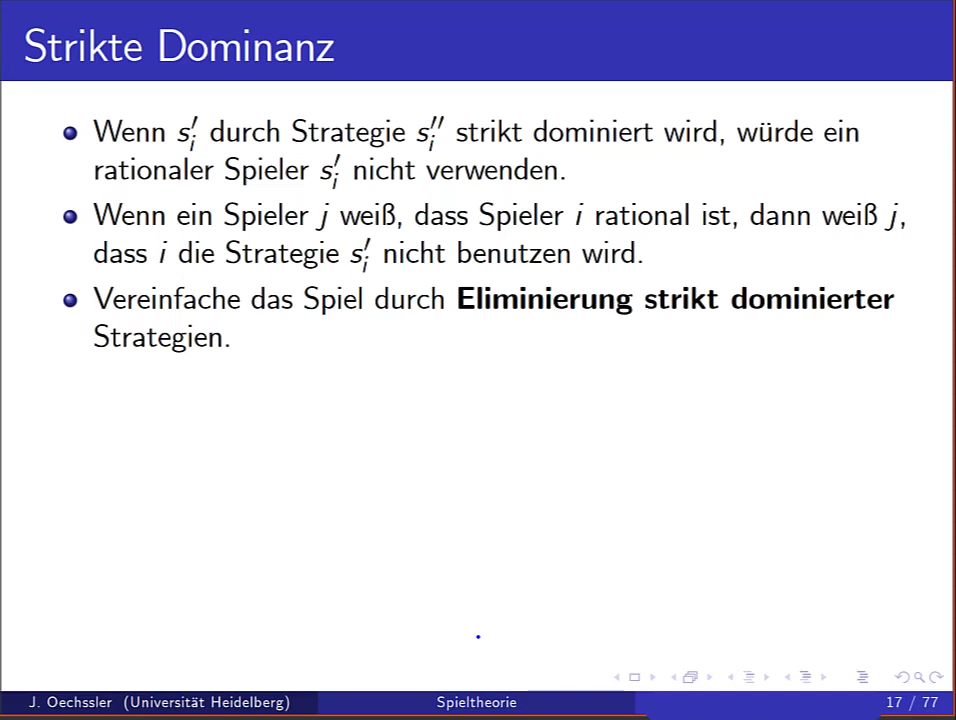 Strikte Dominanz
Wenn s′ᵢ durch Strategie s″ᵢ strikt dominiert wird, würde ein
rationaler Spieler s′ᵢ nicht verwenden.
Wenn ein Spieler j weiß, dass Spieler i rational ist, dann weiß j,
dass i die Strategie s′ᵢ nicht benutzen wird.
Vereinfache das Spiel durch Eliminierung strikt dominierter
Strategien.
J. Oechssler (Universität Heidelberg) Spieltheorie 17 / 77